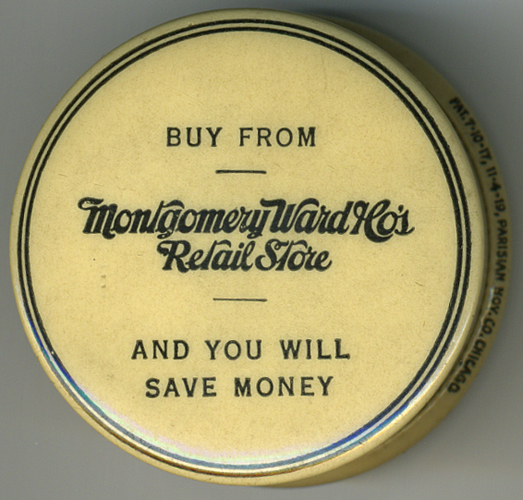 BUY FROM
Montgomery Ward & Co's
Retail Store
AND YOU WILL
SAVE MONEY
PAT. 7-10-17, 11-4-19, PARISIAN NOV. CO. CHICAGO